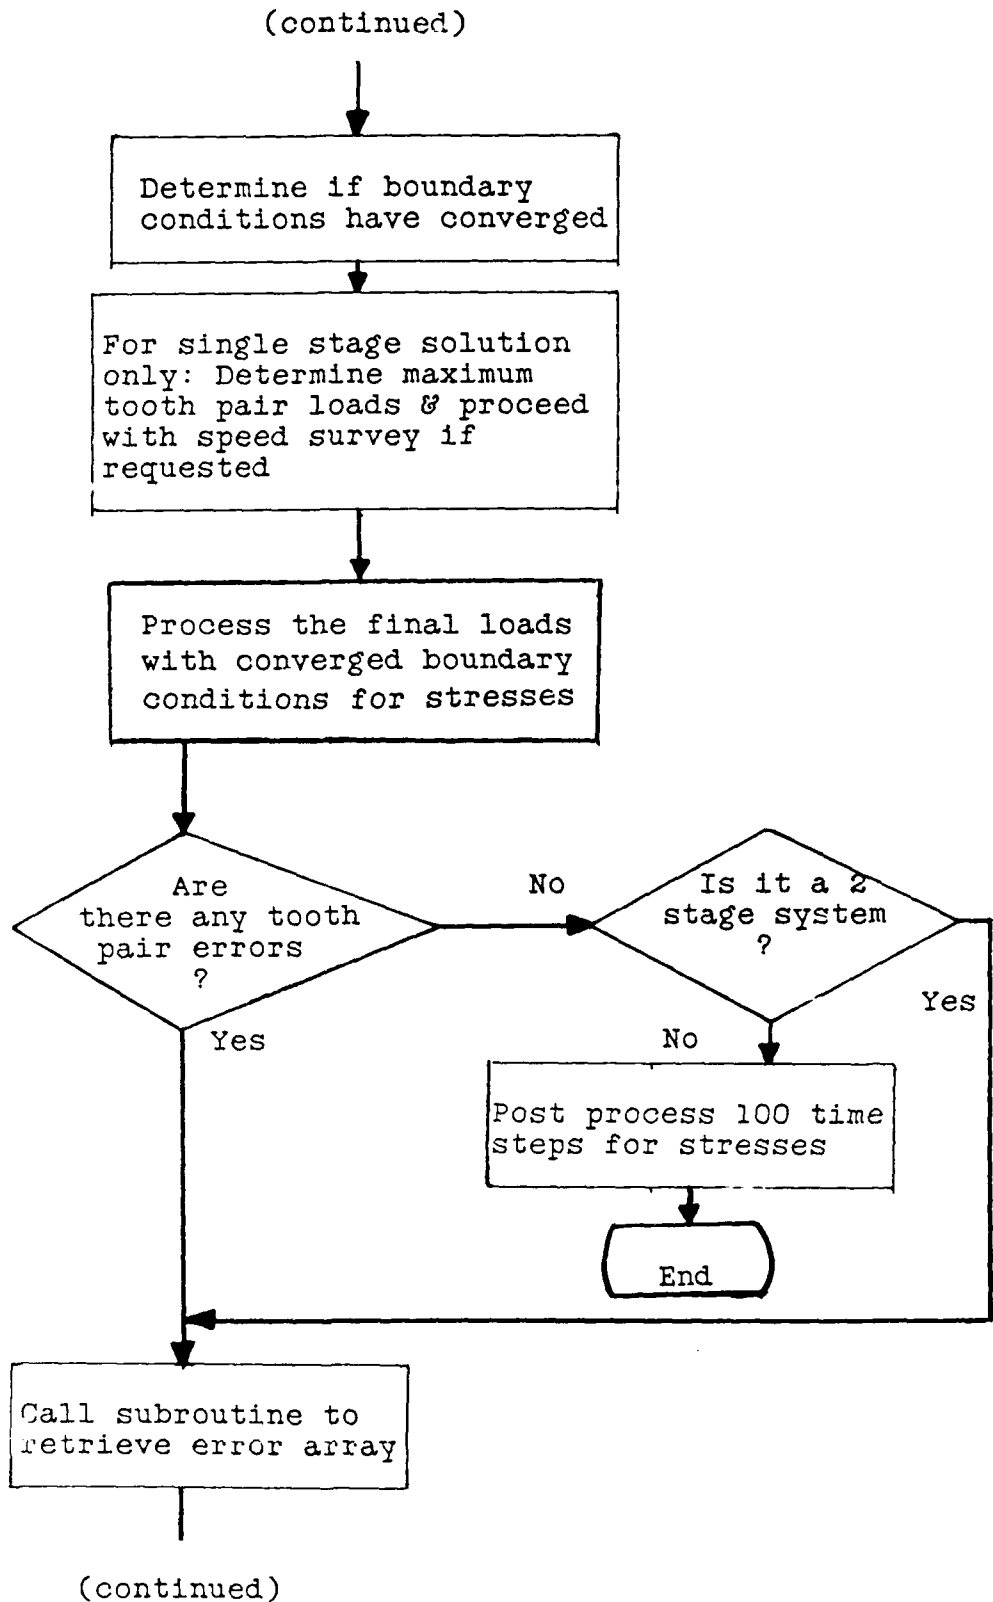 (continued)
Determine if boundary
conditions have converged
For single stage solution
only: Determine maximum
tooth pair loads & proceed
with speed survey if
requested
Process the final loads
with converged boundary
conditions for stresses
Are
there any tooth
pair errors
?
No
Is it a 2
stage system
?
Yes
Yes
No
Post process 100 time
steps for stresses
End
Call subroutine to
retrieve error array
(continued)